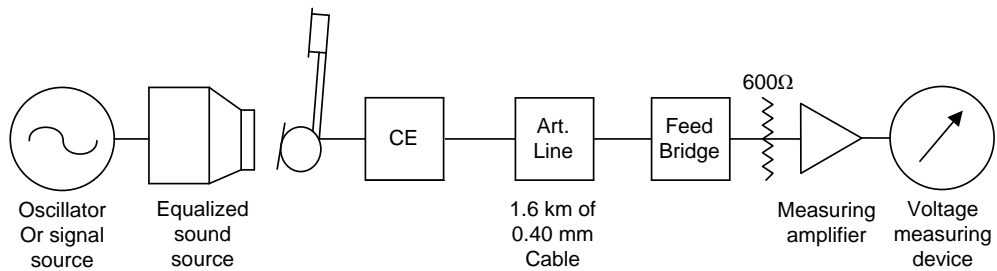 600Ω
CE
Art.
Line
Feed
Bridge
Oscillator
Or signal
source
Equalized
sound
source
1.6 km of
0.40 mm
Cable
Measuring
amplifier
Voltage
measuring
device